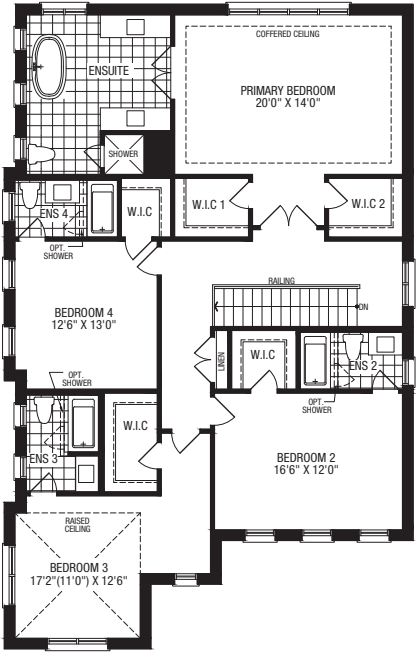 COFFERED CEILING
ENSUITE
PRIMARY BEDROOM
20'0" X 14'0"
SHOWER
ENS 4
W.I.C
W.I.C 1
W.I.C 2
OPT.
SHOWER
RAILING
DN
BEDROOM 4
12'6" X 13'0"
LINEN
W.I.C
ENS 2
OPT.
SHOWER
OPT.
SHOWER
W.I.C
ENS 3
BEDROOM 2
16'6" X 12'0"
RAISED
CEILING
BEDROOM 3
17'2"(11'0") X 12'6"